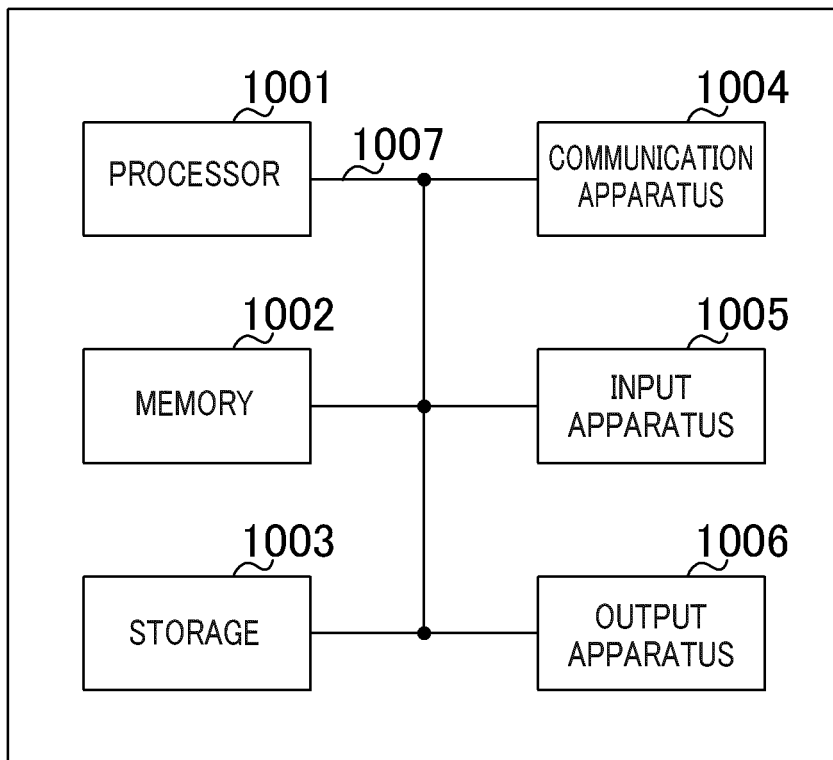 1001
PROCESSOR
1007
1004
COMMUNICATION
APPARATUS
1002
MEMORY
1005
INPUT
APPARATUS
1003
STORAGE
1006
OUTPUT
APPARATUS